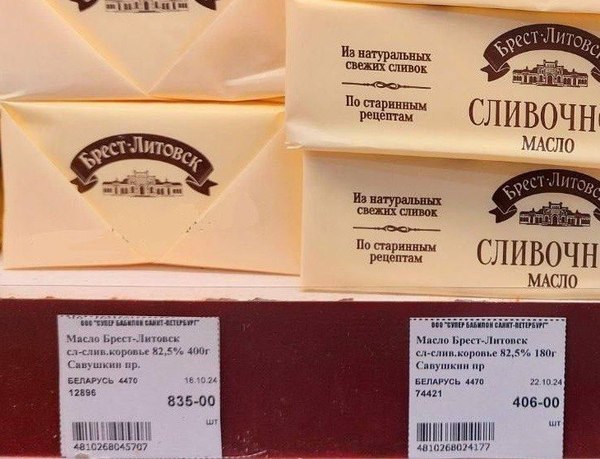 Брест-Литовск
Из натуральных
свежих сливок
По старинным
рецептам
Брест-Литовск
СЛИВОЧН
МАСЛО
Из натуральных
свежих сливок
По старинным
рецептам
Брест-Литовск
СЛИВОЧН
МАСЛО
ООО "СУПЕР БАБИЛОН САНКТ-ПЕТЕРБУРГ"
Масло Брест-Литовск
сл-слив.коровье 82,5% 400г
Савушкин пр.
БЕЛАРУСЬ 4470 16.10.24
12896
835-00
шт
4810268045707
ООО "СУПЕР БАБИЛОН САНКТ-ПЕТЕРБУРГ"
Масло Брест-Литовск
сл-слив.коровье 82,5% 180г
Савушкин пр
БЕЛАРУСЬ 4470 22.10.24
74421
406-00
шт
4810268024177